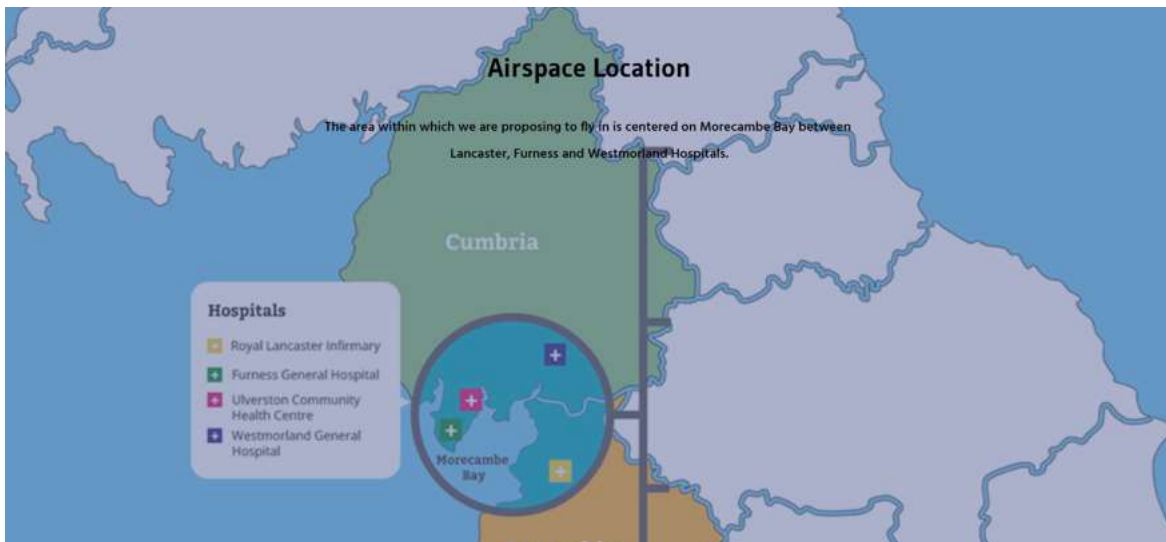 Airspace Location
The area within which we are proposing to fly in is centered on Morecambe Bay between
Lancaster, Furness and Westmorland Hospitals.
Cumbria
Hospitals
Royal Lancaster Infirmary
Furness General Hospital
Ulverston Community
Health Centre
Westmorland General
Hospital
Morecambe
Bay